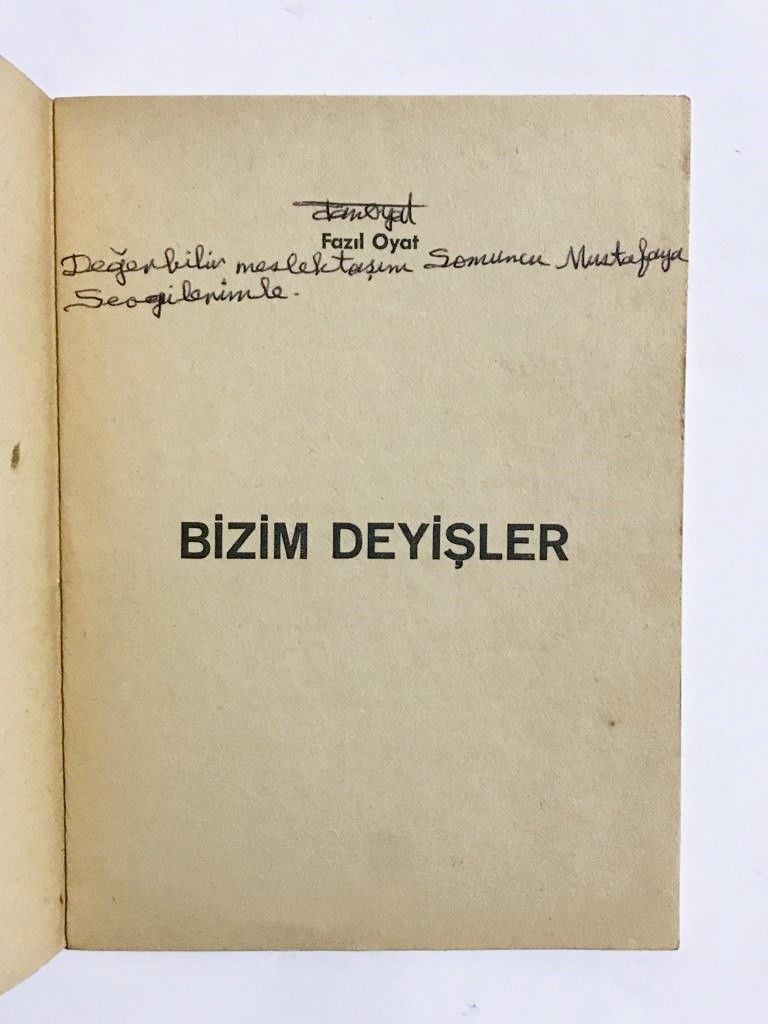 Fazıl Oyat
Değerbilir meslektaşım Somuncu Mustafaya
Sevgilerimle.
BİZİM DEYİŞLER